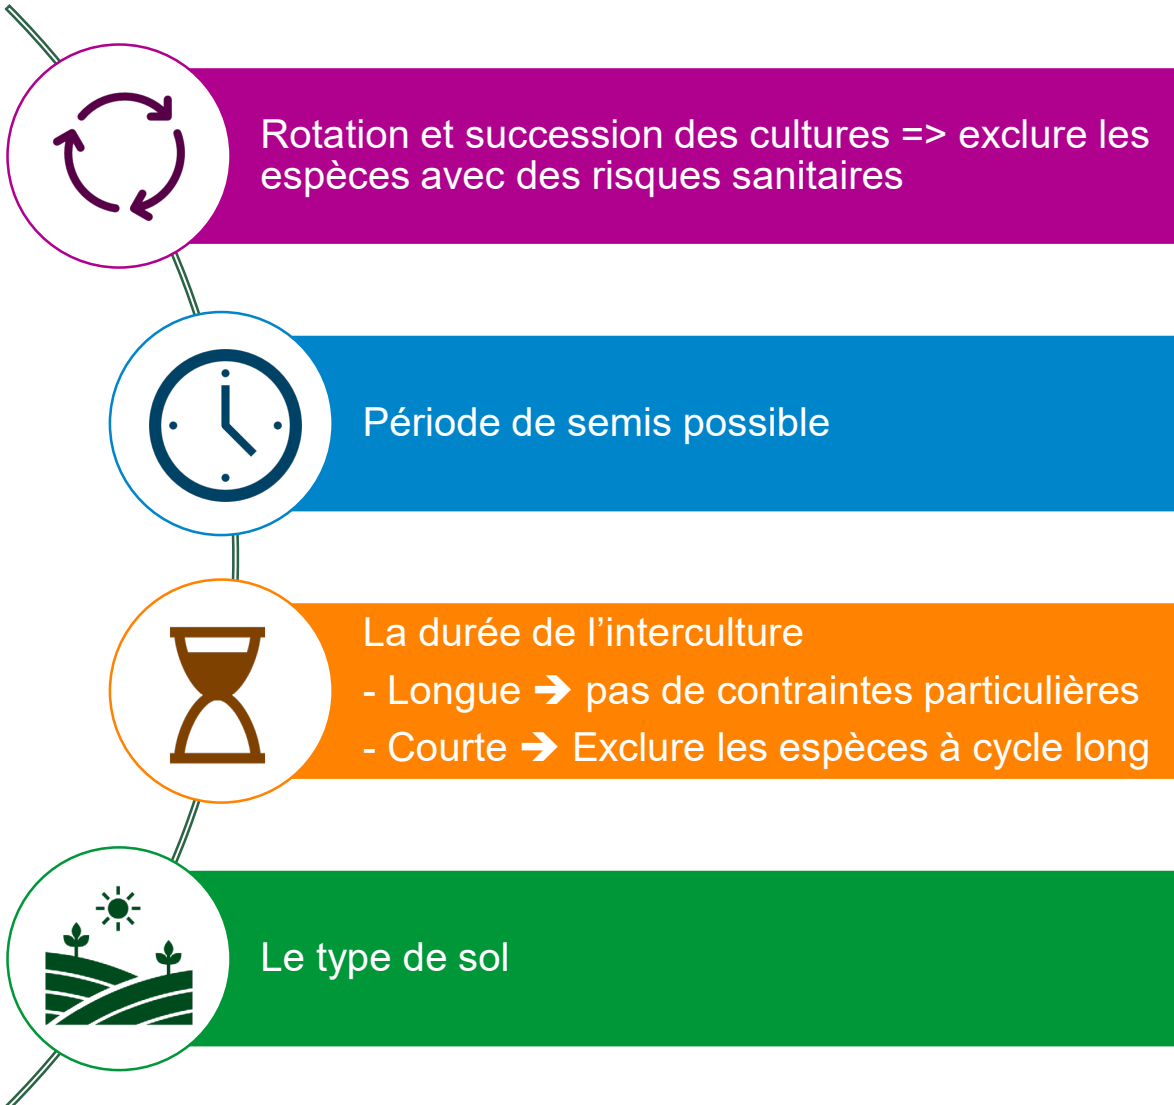 Rotation et succession des cultures => exclure les
espèces avec des risques sanitaires
Période de semis possible
La durée de l’interculture
- Longue ➔ pas de contraintes particulières
- Courte ➔ Exclure les espèces à cycle long
Le type de sol